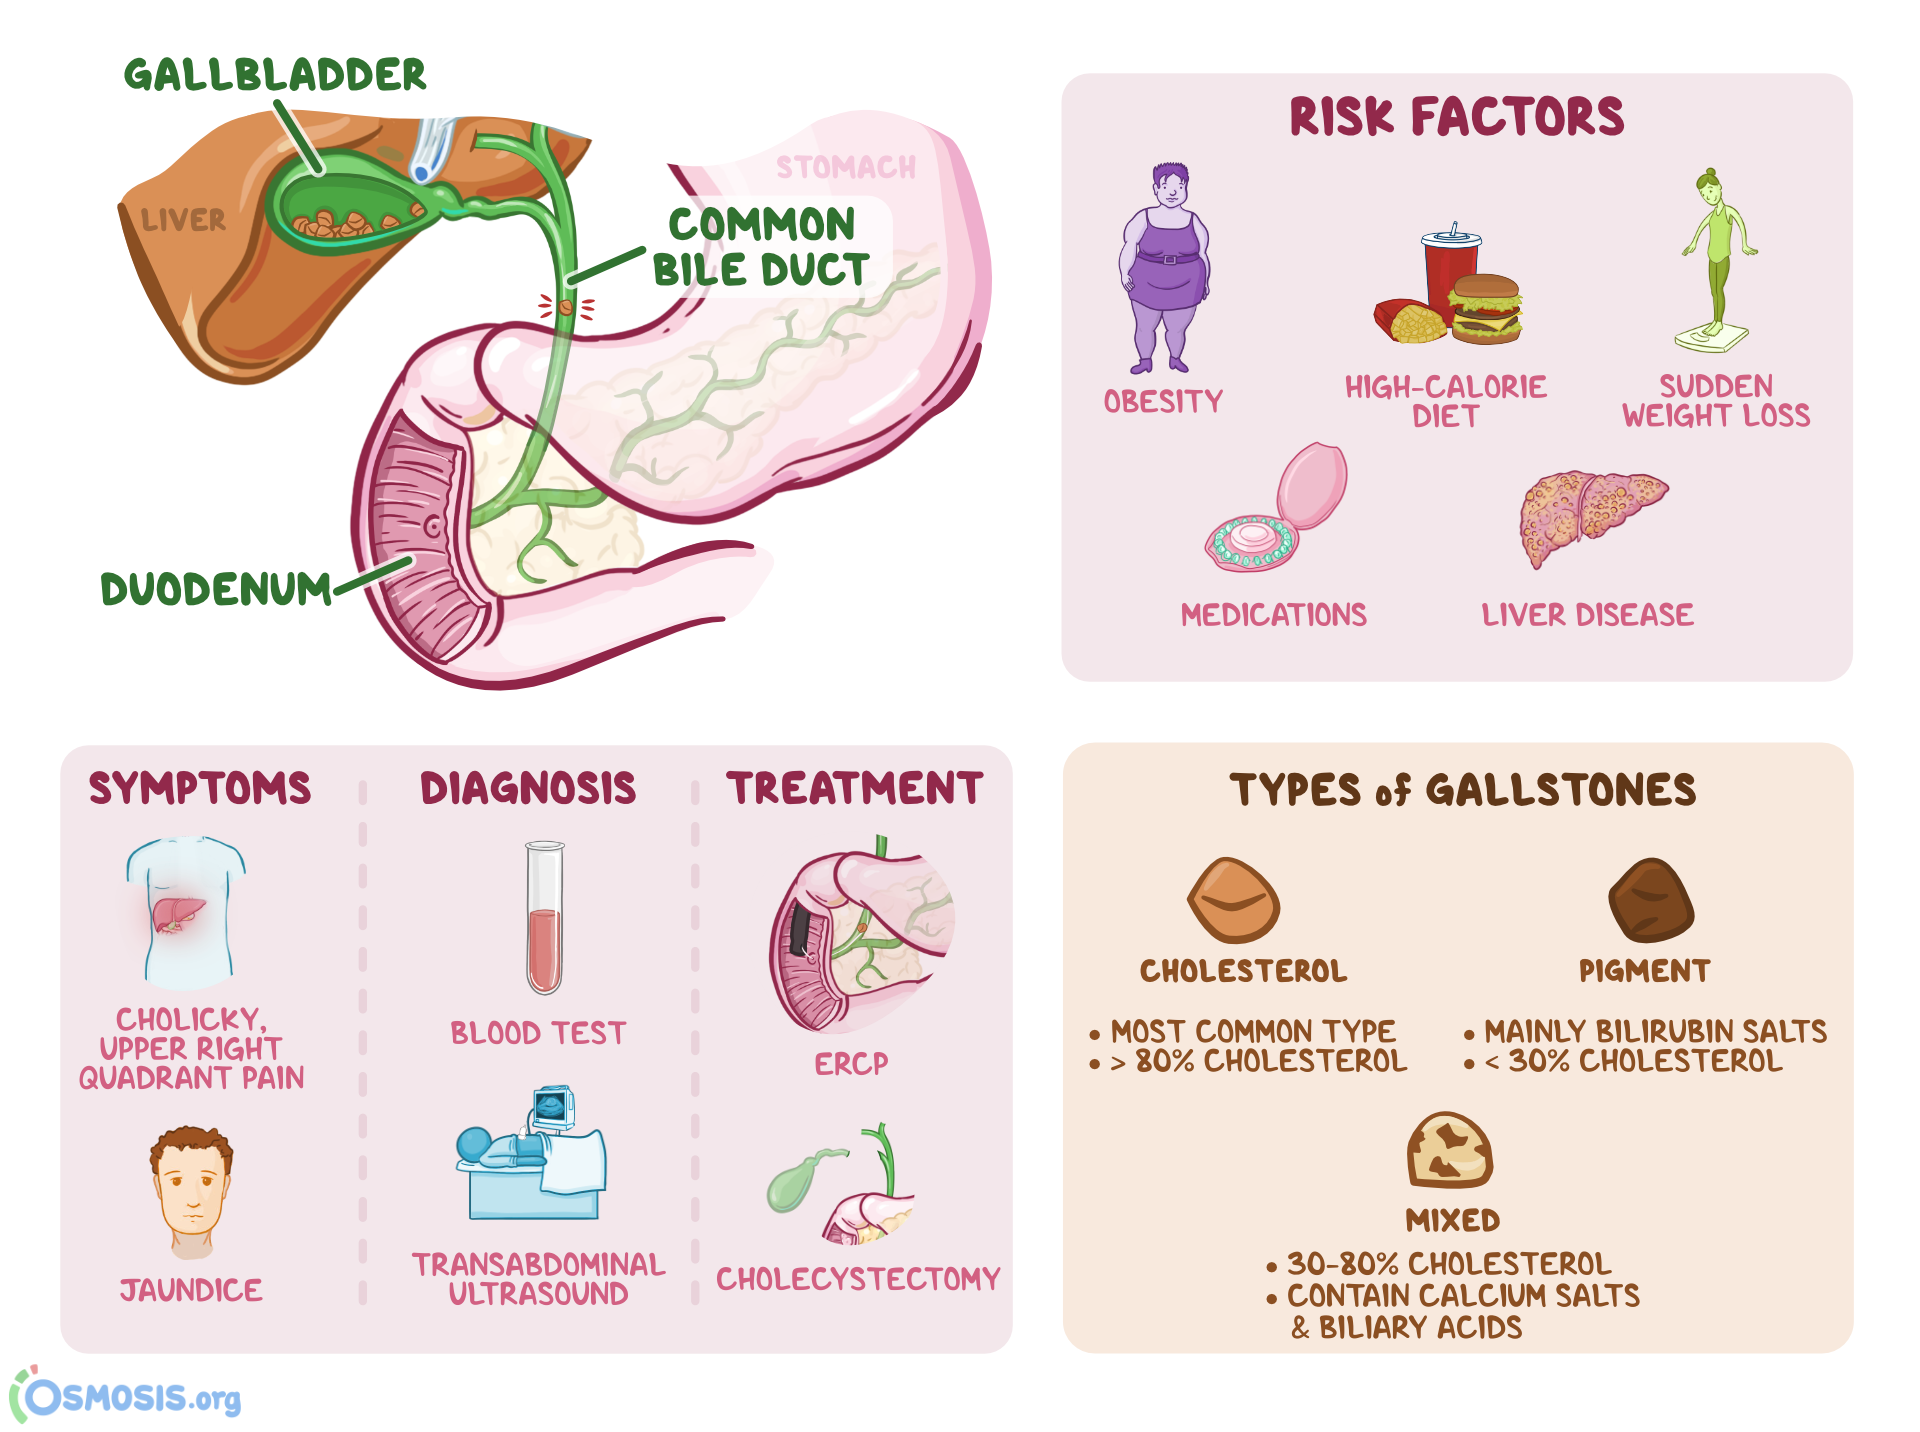 GALLBLADDER
LIVER
STOMACH
COMMON
BILE DUCT
DUODENUM
RISK FACTORS
OBESITY
HIGH-CALORIE
DIET
SUDDEN
WEIGHT LOSS
MEDICATIONS
LIVER DISEASE
SYMPTOMS
CHOLICKY,
UPPER RIGHT
QUADRANT PAIN
JAUNDICE
DIAGNOSIS
BLOOD TEST
TRANSABDOMINAL
ULTRASOUND
TREATMENT
ERCP
CHOLECYSTECTOMY
TYPES of GALLSTONES
CHOLESTEROL
• MOST COMMON TYPE
• > 80% CHOLESTEROL
PIGMENT
• MAINLY BILIRUBIN SALTS
• < 30% CHOLESTEROL
MIXED
• 30-80% CHOLESTEROL
• CONTAIN CALCIUM SALTS
& BILIARY ACIDS
OSMOSIS.org